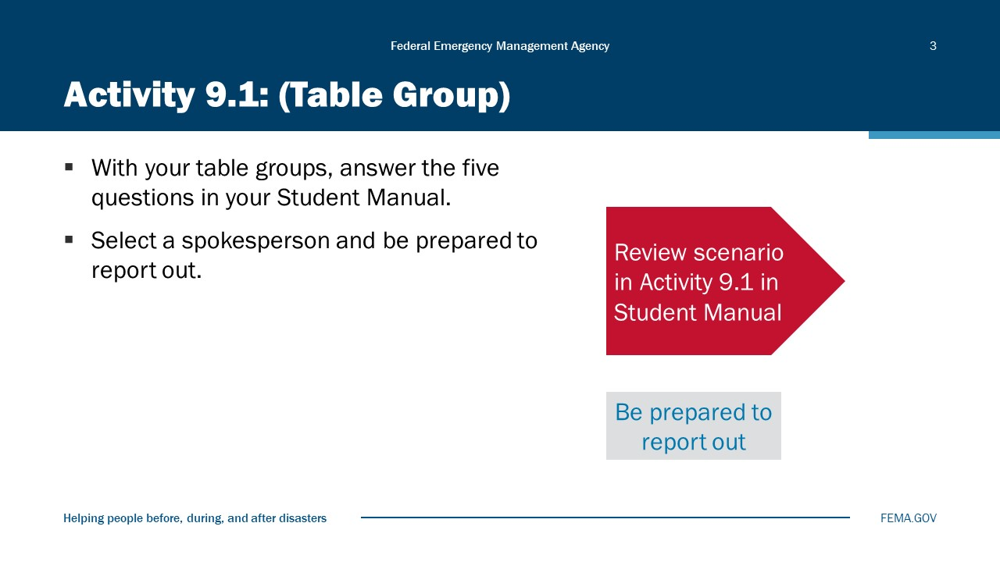 Federal Emergency Management Agency
3
Activity 9.1: (Table Group)
▪ With your table groups, answer the five
questions in your Student Manual.
▪ Select a spokesperson and be prepared to
report out.
Review scenario
in Activity 9.1 in
Student Manual
Be prepared to
report out
Helping people before, during, and after disasters
FEMA.GOV